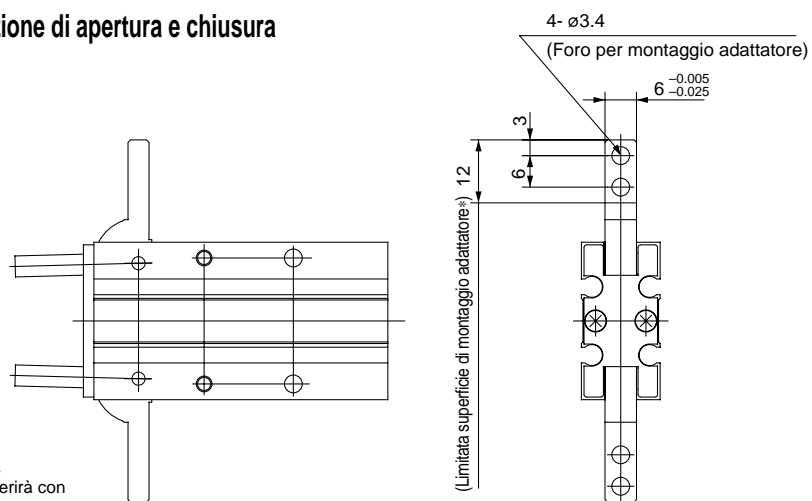 zione di apertura e chiusura
4- ø3.4
(Foro per montaggio adattatore)
6 –0.005
–0.025
3
6
12
(Limitata superficie di montaggio adattatore*)
erirà con